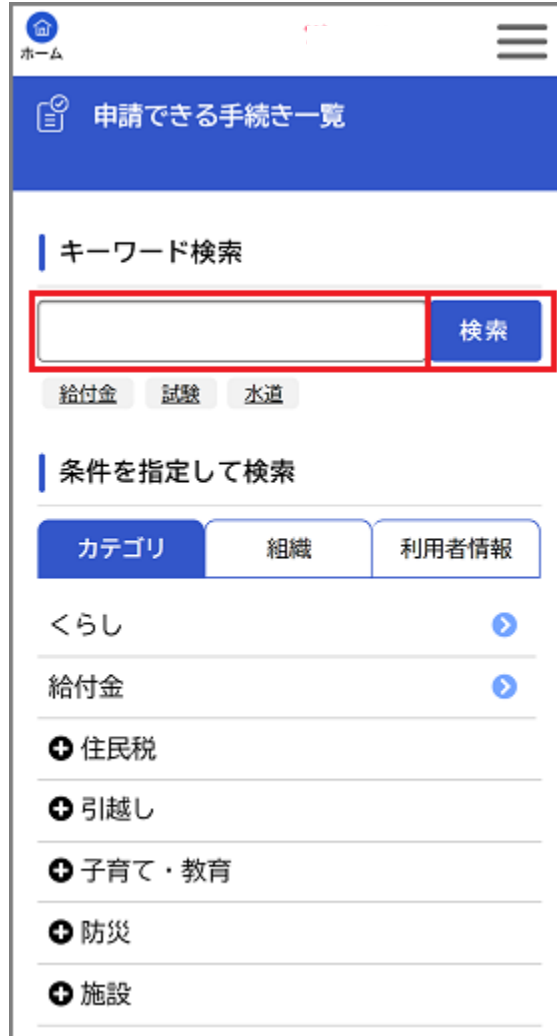 ホーム
申請できる手続き一覧
キーワード検索
検索
給付金 試験 水道
条件を指定して検索
カテゴリ 組織 利用者情報
くらし
給付金
住民税
引越し
子育て・教育
防災
施設